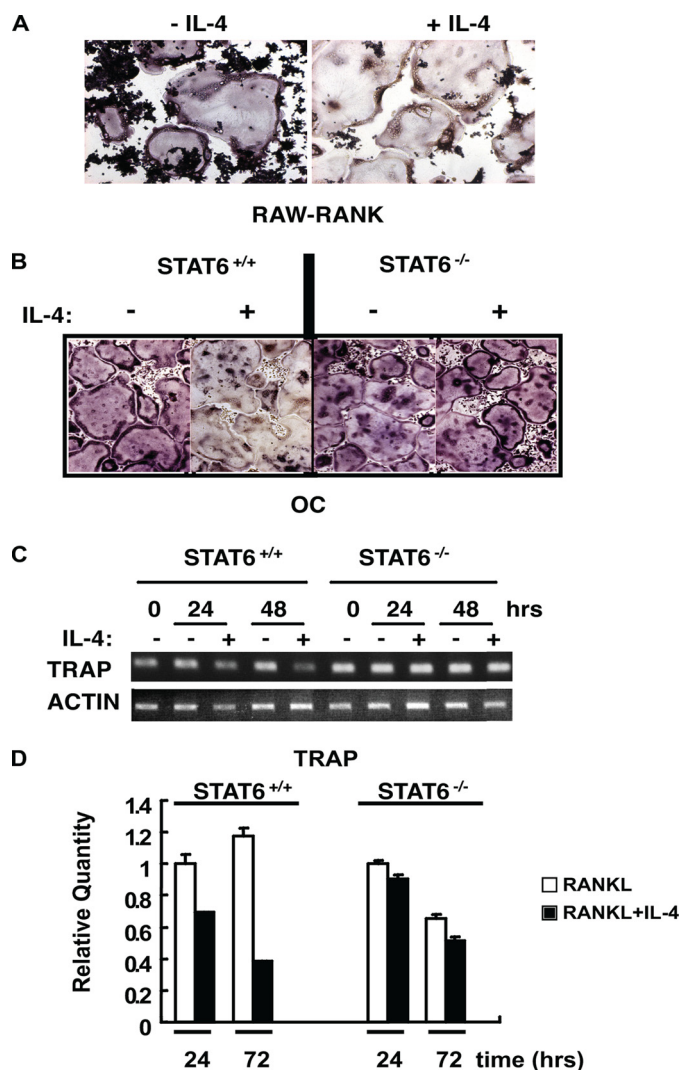 A
- IL-4 + IL-4
RAW-RANK
B
STAT6 +/+ STAT6 -/-
IL-4: - + - +
OC
C
STAT6 +/+ STAT6 -/-
0 24 48 0 24 48 hrs
IL-4: - - + - + - - + - +
TRAP
ACTIN
D
TRAP
STAT6 +/+ STAT6 -/-
Relative Quantity
1.4
1.2
1
0.8
0.6
0.4
0.2
0
RANKL
RANKL+IL-4
24 72 24 72 time (hrs)